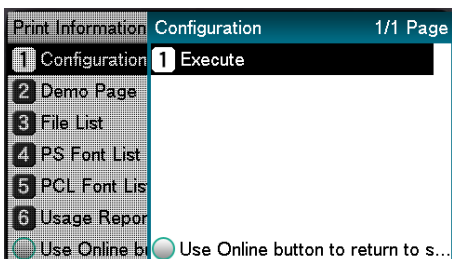 Print Information
1 Configuration
2 Demo Page
3 File List
4 PS Font List
5 PCL Font Lis
6 Usage Repor
Use Online b
Configuration 1/1 Page
1 Execute
Use Online button to return to s...